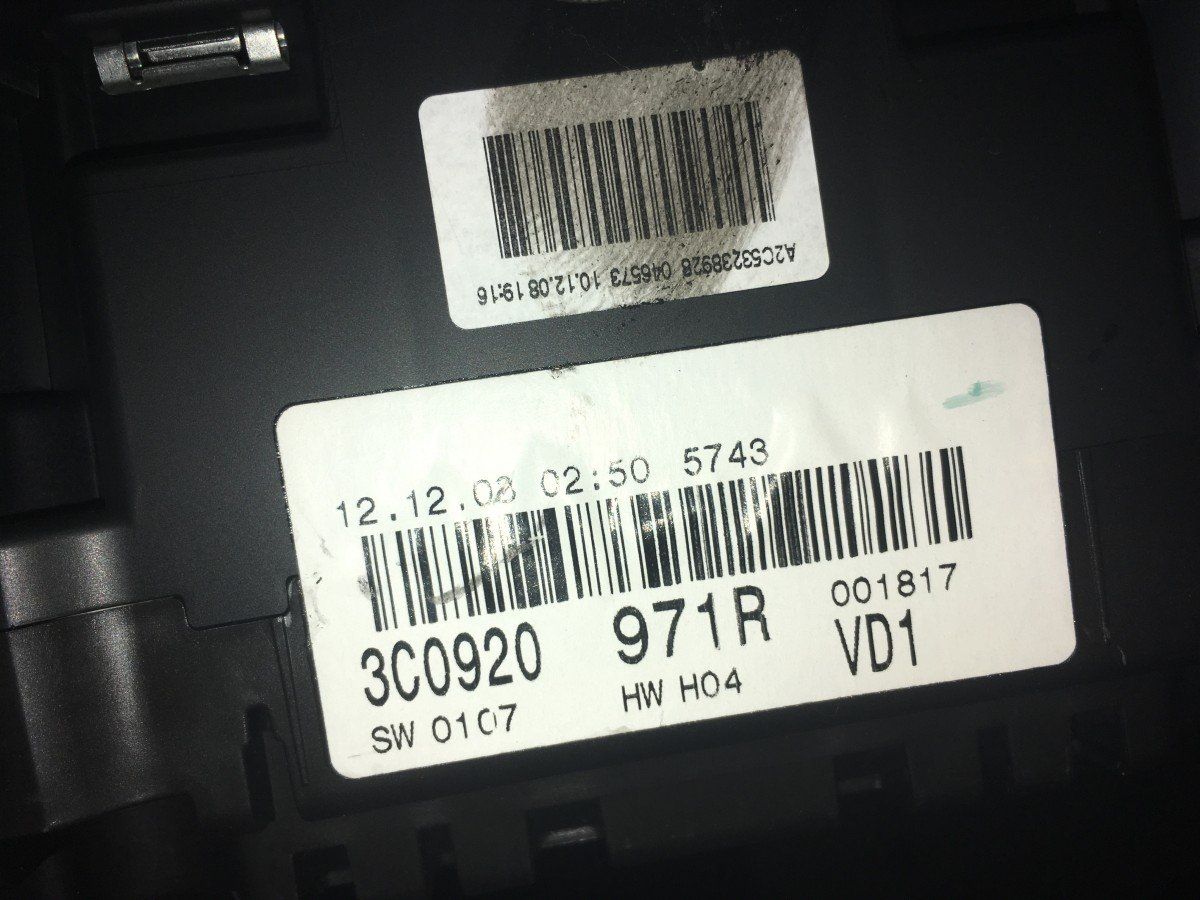 A2C53238928 046573 10.12.08 19:16
12.12.08 02:50 5743
001817
3C0920 971R VD1
SW 0107 HW H04